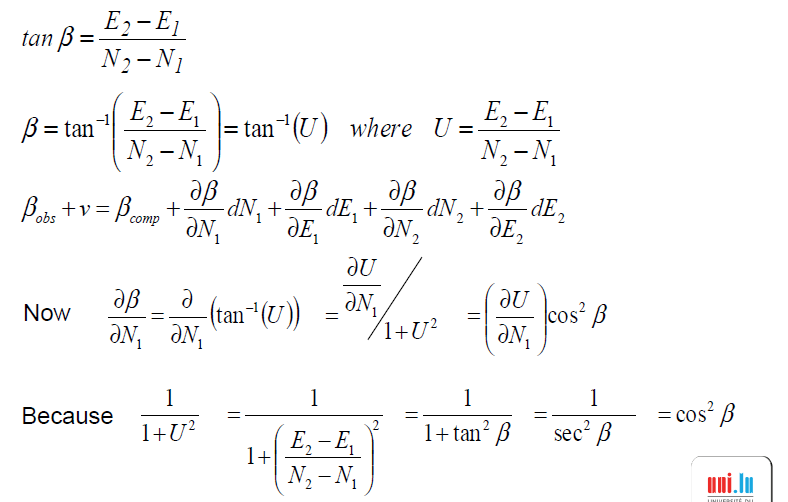 tan β = (E₂ − E₁)/(N₂ − N₁)
β = tan⁻¹((E₂ − E₁)/(N₂ − N₁)) = tan⁻¹(U) where U = (E₂ − E₁)/(N₂ − N₁)
β_obs + v = β_comp + ∂β/∂N₁ dN₁ + ∂β/∂E₁ dE₁ + ∂β/∂N₂ dN₂ + ∂β/∂E₂ dE₂
Now ∂β/∂N₁ = ∂/∂N₁ (tan⁻¹(U)) = (∂U/∂N₁)/(1+U²) = (∂U/∂N₁) cos² β
Because 1/(1+U²) = 1/(1+((E₂ − E₁)/(N₂ − N₁))²) = 1/(1+tan² β) = 1/(sec² β) = cos² β
uni.lu
UNIVERSITÉ DU